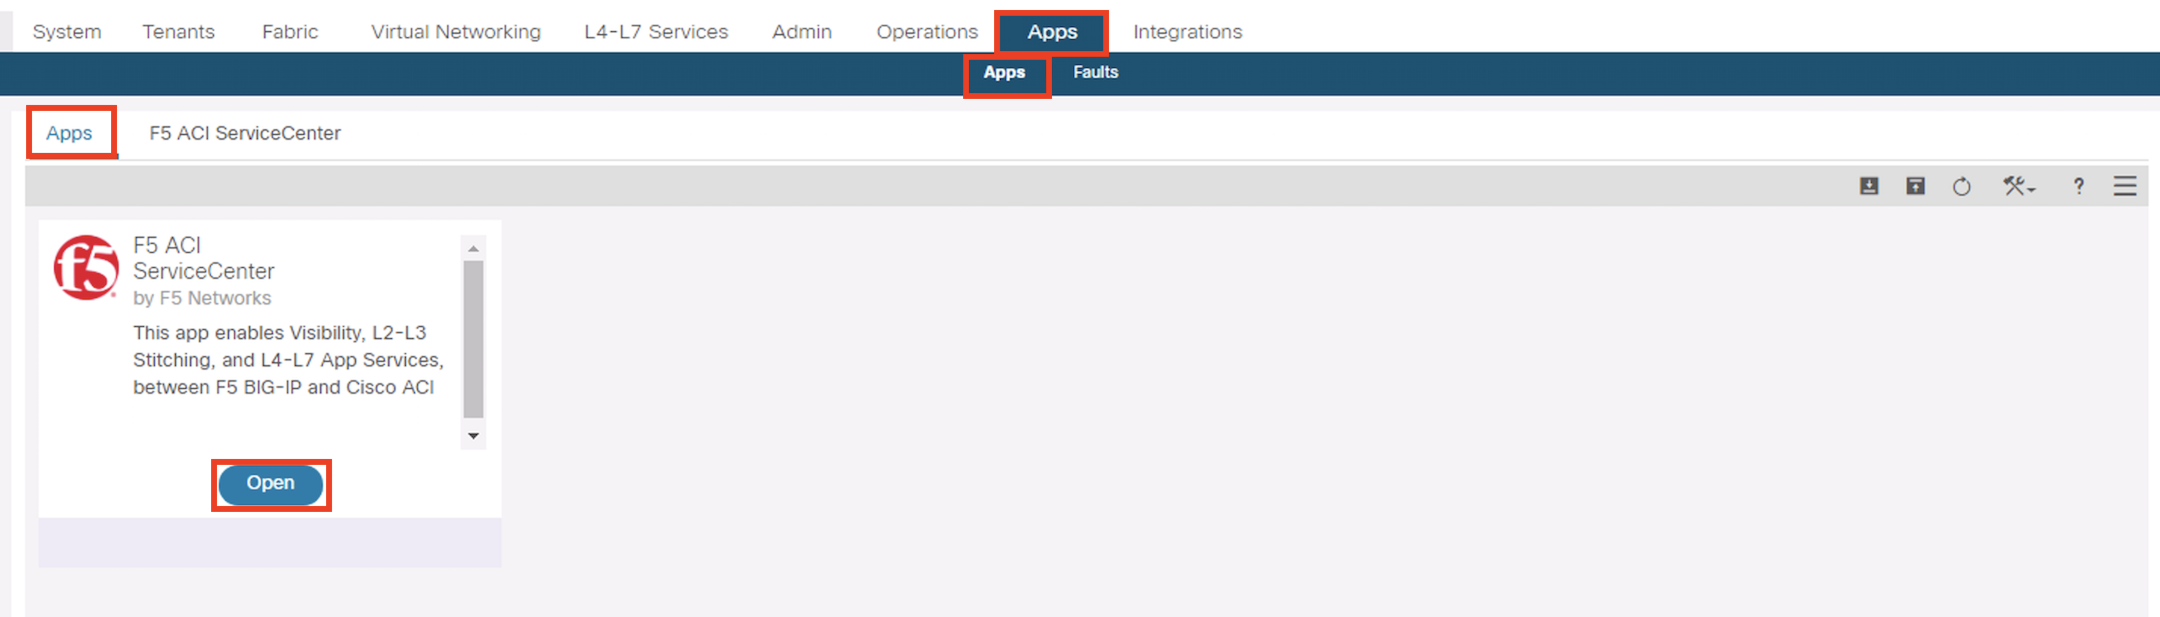 System Tenants Fabric Virtual Networking L4-L7 Services Admin Operations Apps Integrations
Apps Faults
Apps F5 ACI ServiceCenter
?
f5
F5 ACI
ServiceCenter
by F5 Networks
This app enables Visibility, L2-L3
Stitching, and L4-L7 App Services,
between F5 BIG-IP and Cisco ACI
Open